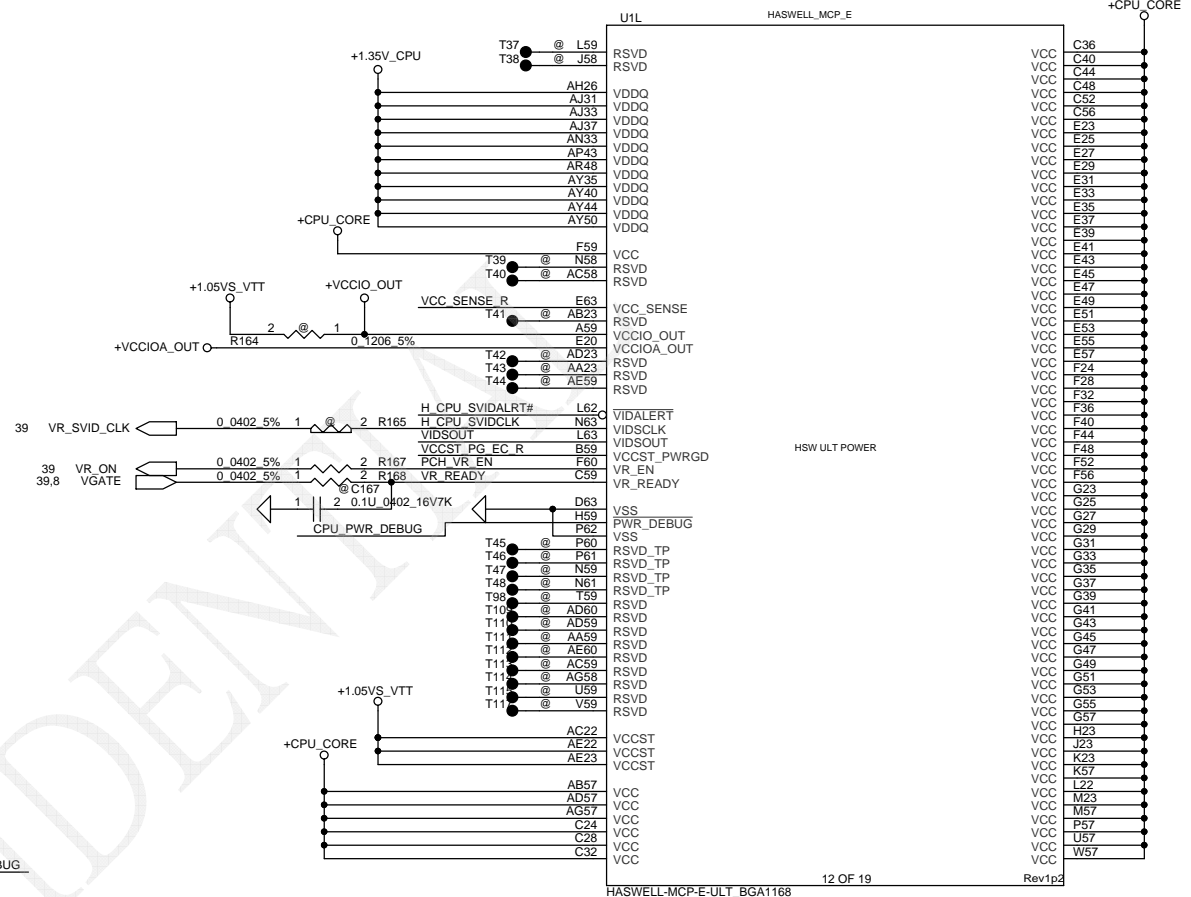 +CPU_CORE
U1L HASWELL_MCP_E
T37 @ L59 RSVD VCC C36
T38 @ J58 RSVD VCC C40
+1.35V_CPU VCC C44
AH26 VDDQ VCC C48
AJ31 VDDQ VCC C52
AJ33 VDDQ VCC C56
AJ37 VDDQ VCC E23
AN33 VDDQ VCC E25
AP43 VDDQ VCC E27
AR48 VDDQ VCC E29
AY35 VDDQ VCC E31
AY40 VDDQ VCC E33
AY44 VDDQ VCC E35
AY50 VDDQ VCC E37
+CPU_CORE VCC E39
F59 VCC VCC E41
T39 @ N58 RSVD VCC E43
T40 @ AC58 RSVD VCC E45
+1.05VS_VTT +VCCIO_OUT VCC E47
VCC_SENSE_R E63 VCC_SENSE VCC E49
T41 @ AB23 RSVD VCC E51
2 @ 1 A59 VCCIO_OUT VCC E53
+VCCIOA_OUT R164 0_1206_5% E20 VCCIOA_OUT VCC E55
T42 @ AD23 RSVD VCC E57
T43 @ AA23 RSVD VCC F24
T44 @ AE59 RSVD VCC F28
VCC F32
H_CPU_SVIDALRT# L62 VIDALERT VCC F36
39 VR_SVID_CLK 0_0402_5% 1 @ 2 R165 H_CPU_SVIDCLK N63 VIDSCLK VCC F40
VIDSOUT L63 VIDSOUT VCC F44
HSW ULT POWER
VCCST_PG_EC_R B59 VCCST_PWRGD VCC F48
39 VR_ON 0_0402_5% 1 2 R167 PCH_VR_EN F60 VR_EN VCC F52
39,8 VGATE 0_0402_5% 1 2 R168 VR_READY C59 VR_READY VCC F56
@ C167 VCC G23
1 2 0.1U_0402_16V7K D63 VSS VCC G25
H59 PWR_DEBUG VCC G27
CPU_PWR_DEBUG P62 VSS VCC G29
T45 @ P60 RSVD_TP VCC G31
T46 @ P61 RSVD_TP VCC G33
T47 @ N59 RSVD_TP VCC G35
T48 @ N61 RSVD_TP VCC G37
T98 @ T59 RSVD VCC G39
T109 @ AD60 RSVD VCC G41
T110 @ AD59 RSVD VCC G43
@ AA59 RSVD VCC G45
@ AE60 RSVD VCC G47
@ AC59 RSVD VCC G49
@ AG58 RSVD VCC G51
@ U59 RSVD VCC G53
@ V59 RSVD VCC G55
+1.05VS_VTT VCC G57
AC22 VCCST VCC H23
AE22 VCCST VCC J23
AE23 VCCST VCC K23
+CPU_CORE VCC K57
AB57 VCC VCC L22
AD57 VCC VCC M23
AG57 VCC VCC M57
C24 VCC VCC P57
C28 VCC VCC U57
C32 VCC VCC W57
BUG
12 OF 19 Rev1p2
HASWELL-MCP-E-ULT_BGA1168
DENTIAL